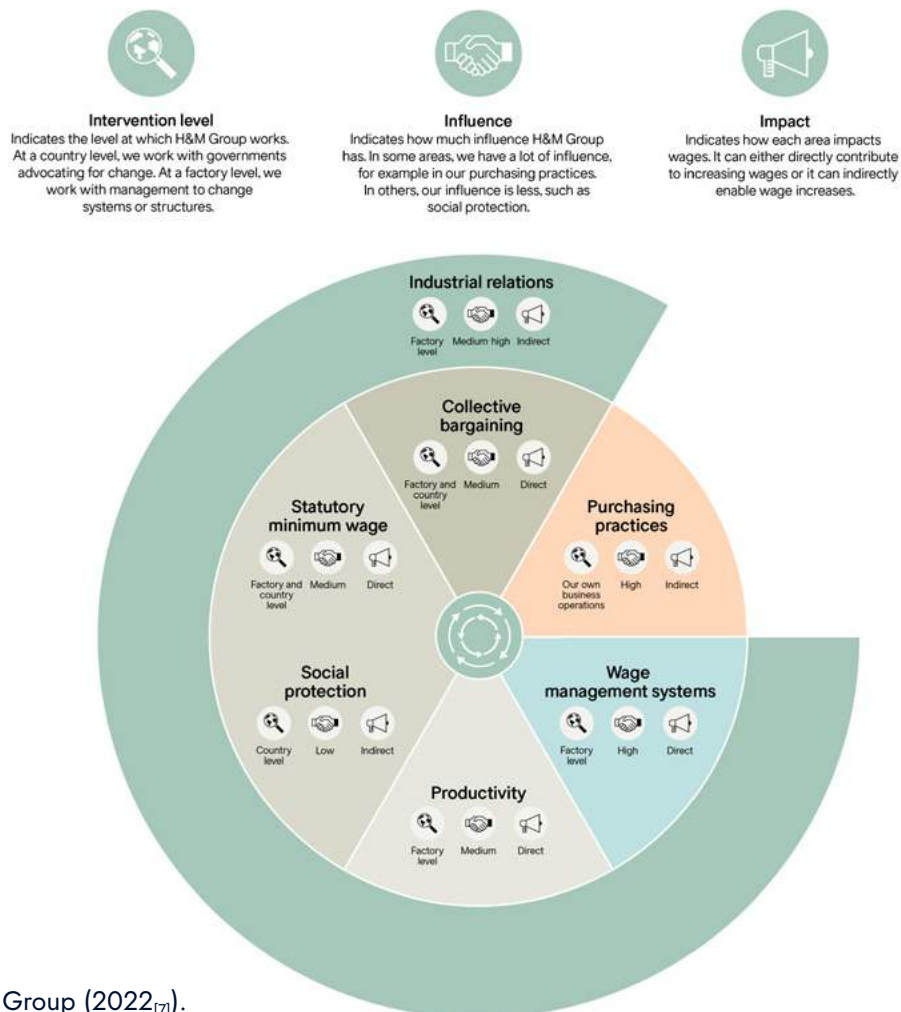 Intervention level
Indicates the level at which H&M Group works.
At a country level, we work with governments
advocating for change. At a factory level, we
work with management to change
systems or structures.
Influence
Indicates how much influence H&M Group
has. In some areas, we have a lot of influence,
for example in our purchasing practices.
In others, our influence is less, such as
social protection.
Impact
Indicates how each area impacts
wages. It can either directly contribute
to increasing wages or it can indirectly
enable wage increases.
Industrial relations
Factory
level
Medium high
Indirect
Collective
bargaining
Factory and
country
level
Medium
Direct
Statutory
minimum wage
Factory and
country
level
Medium
Direct
Purchasing
practices
Our own
business
operations
High
Indirect
Social
protection
Country
level
Low
Indirect
Wage
management systems
Factory
level
High
Direct
Productivity
Factory
level
Medium
Direct
Group (2022[7]).